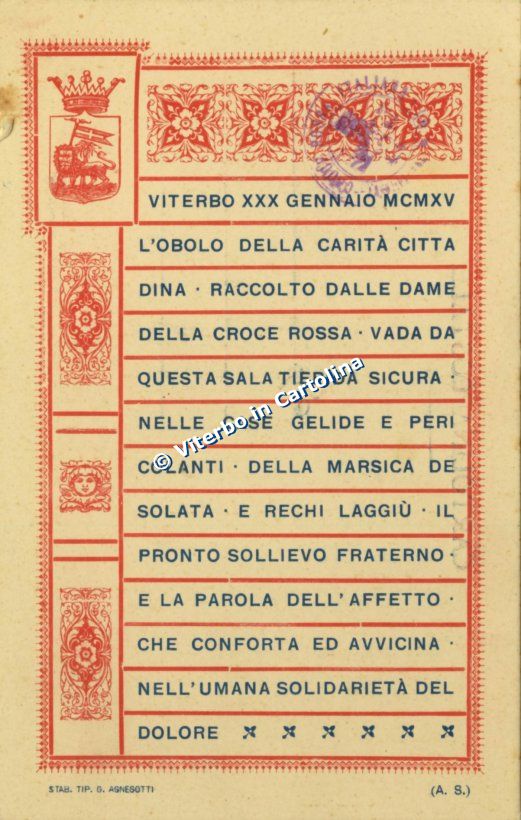 VITERBO XXX GENNAIO MCMXV
L'OBOLO DELLA CARITÀ CITTA
DINA · RACCOLTO DALLE DAME
DELLA CROCE ROSSA · VADA DA
QUESTA SALA TIEPIDA SICURA ·
NELLE CASE GELIDE E PERI
COLANTI · DELLA MARSICA DE
SOLATA · E RECHI LAGGIÙ · IL
PRONTO SOLLIEVO FRATERNO ·
E LA PAROLA DELL'AFFETTO ·
CHE CONFORTA ED AVVICINA ·
NELL'UMANA SOLIDARIETÀ DEL
DOLORE
© Viterbo in Cartolina
STAB. TIP. G. AGNESOTTI
(A. S.)